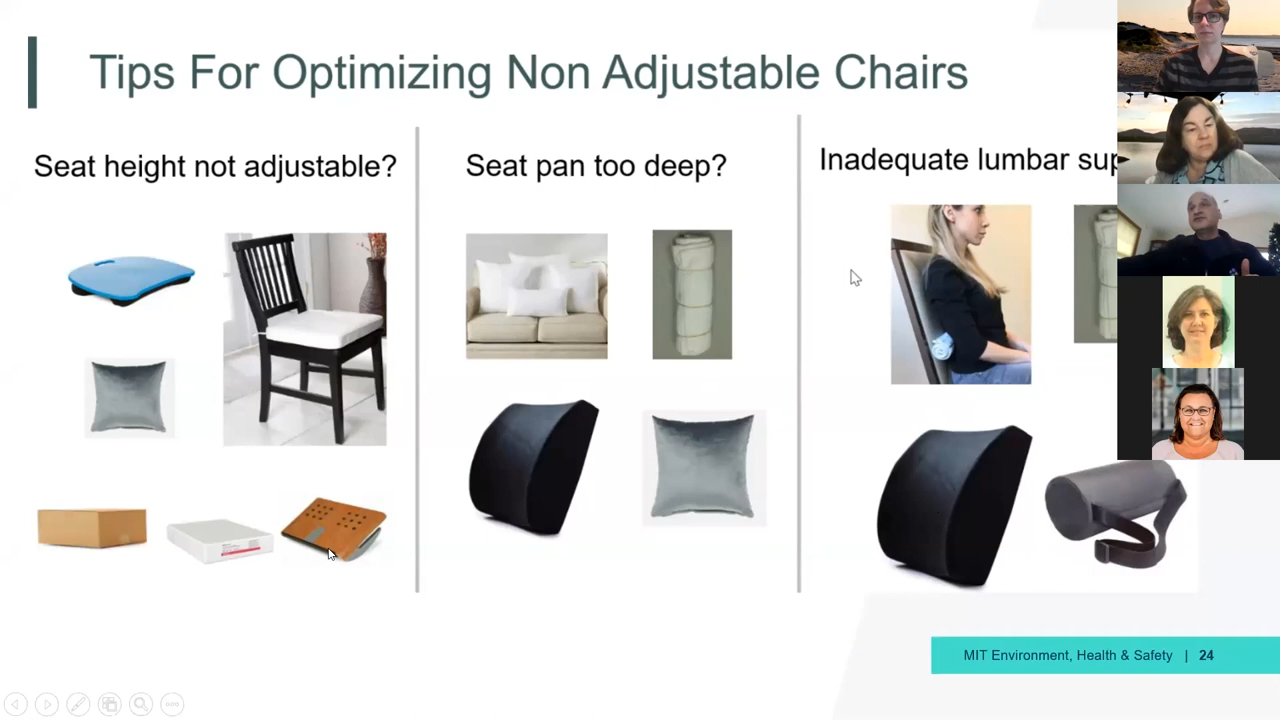 Tips For Optimizing Non Adjustable Chairs
Seat height not adjustable?
Seat pan too deep?
Inadequate lumbar sup
MIT Environment, Health & Safety | 24